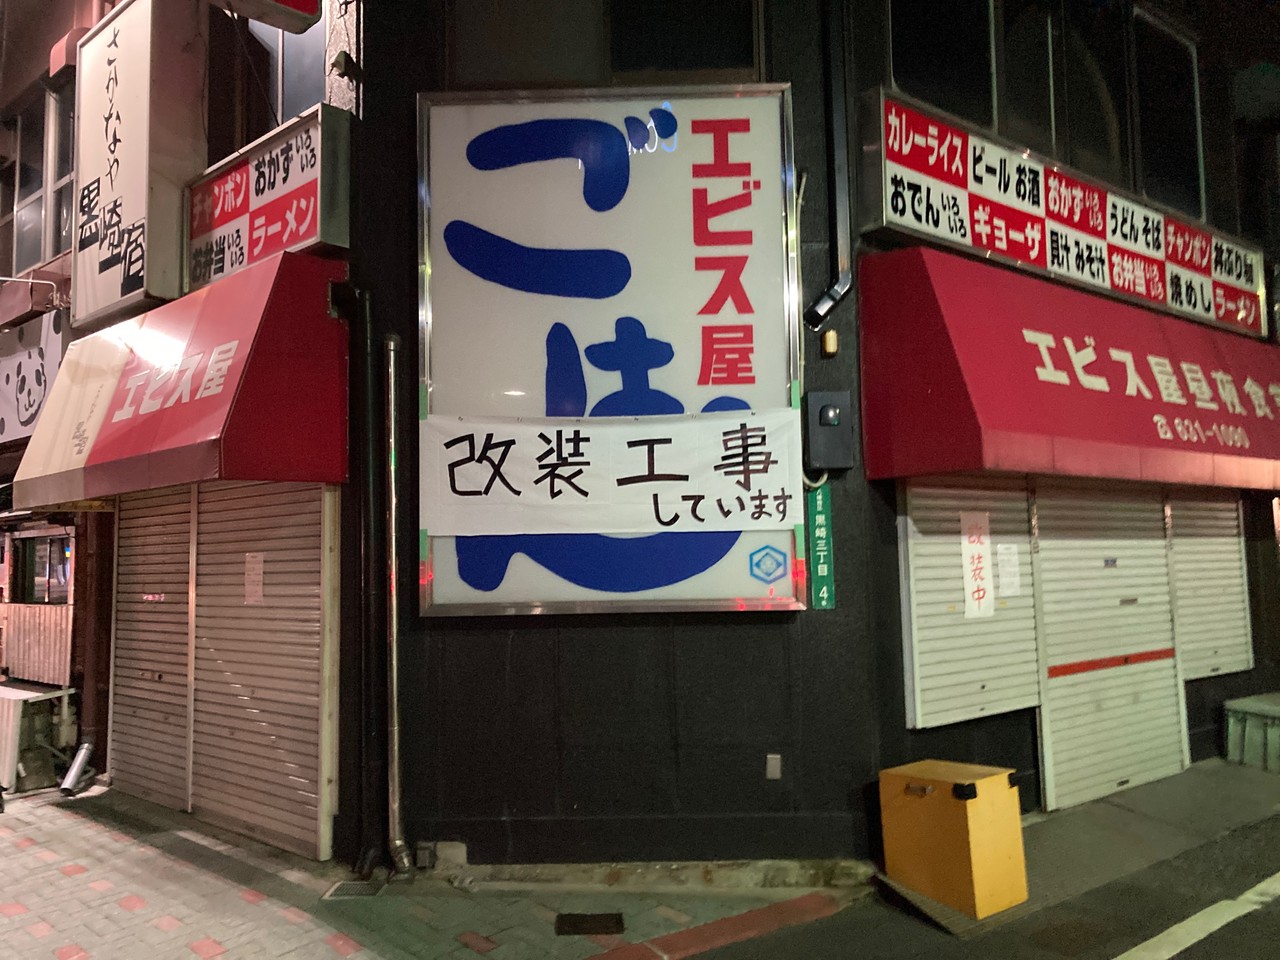 さかなや
黒崎宿
チャンポン
おかずいろいろ
お弁当いろいろ
ラーメン
エビス屋
エビス屋
ごはん
改装工事
しています
黒崎三丁目
4
カレーライス
ビール お酒
おかずいろいろ
うどん そば
チャンポン
丼ぶり物
おでんいろいろ
ギョーザ
貝汁 みそ汁
お弁当いろいろ
焼めし
ラーメン
エビス屋昼夜食
631-1000
改装中